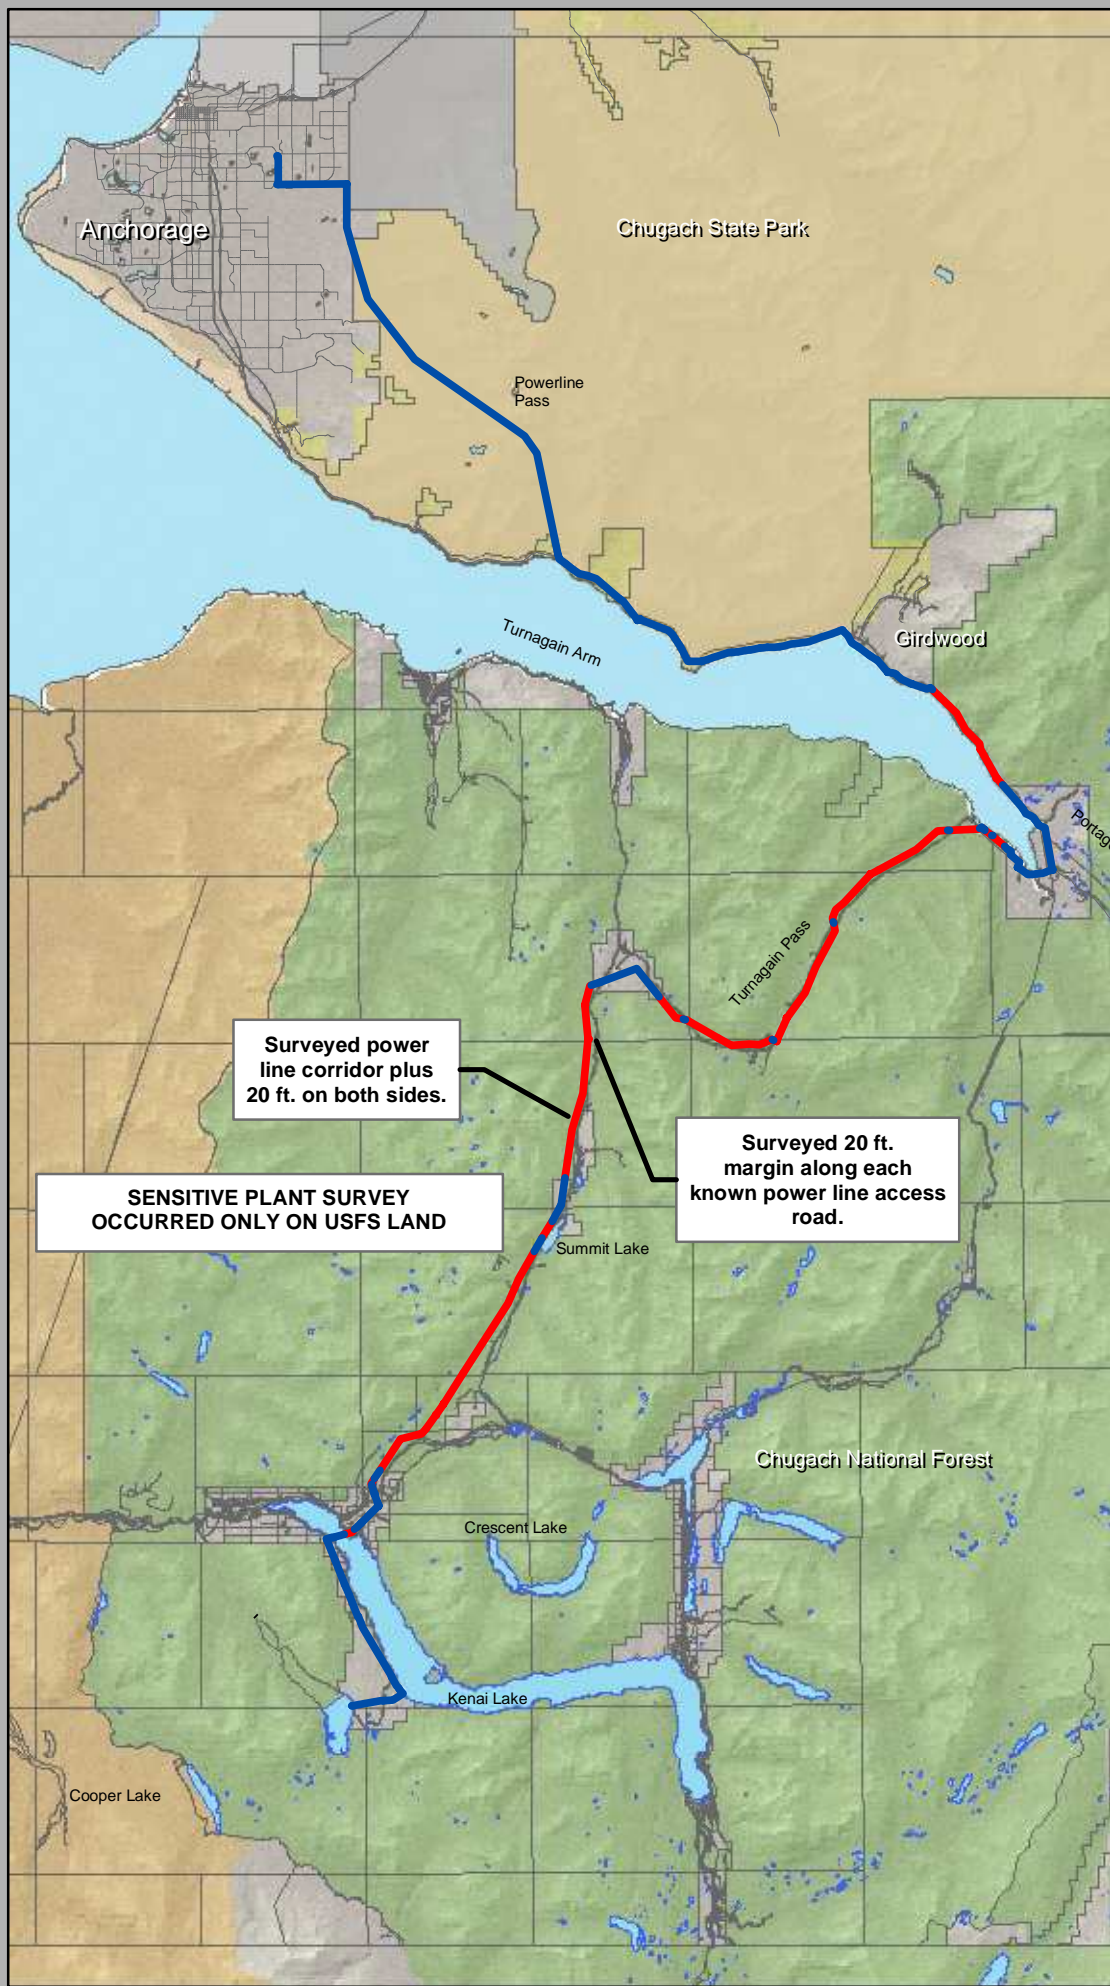 Anchorage
Chugach State Park
Powerline
Pass
Turnagain Arm
Girdwood
Portage
Turnagain Pass
Surveyed power
line corridor plus
20 ft. on both sides.
Surveyed 20 ft.
margin along each
known power line access
road.
SENSITIVE PLANT SURVEY
OCCURRED ONLY ON USFS LAND
Summit Lake
Chugach National Forest
Crescent Lake
Kenai Lake
Cooper Lake